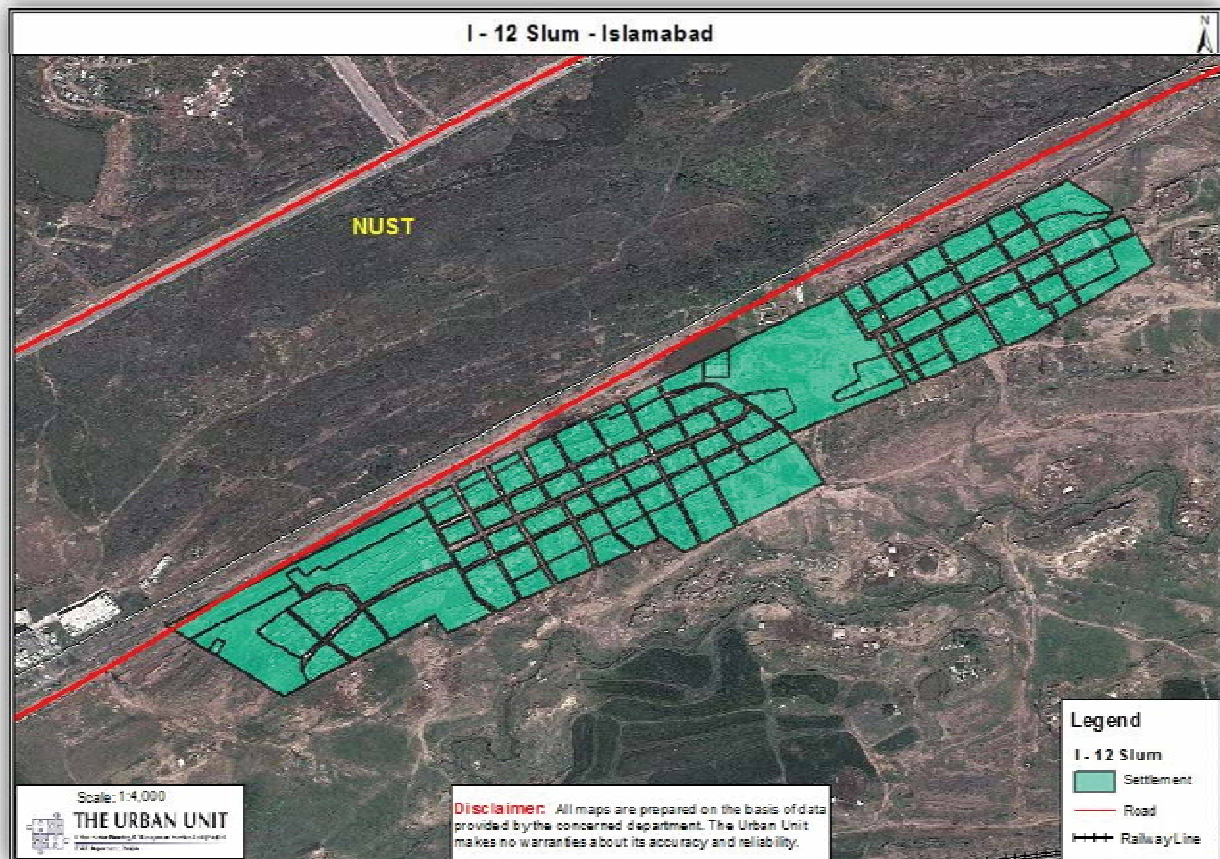 I - 12 Slum - Islamabad
N
NUST
Legend
I - 12 Slum
Settlement
Road
Railway Line
Scale: 1:4,000
THE URBAN UNIT
Disclaimer: All maps are prepared on the basis of data
provided by the concerned department. The Urban Unit
makes no warranties about its accuracy and reliability.